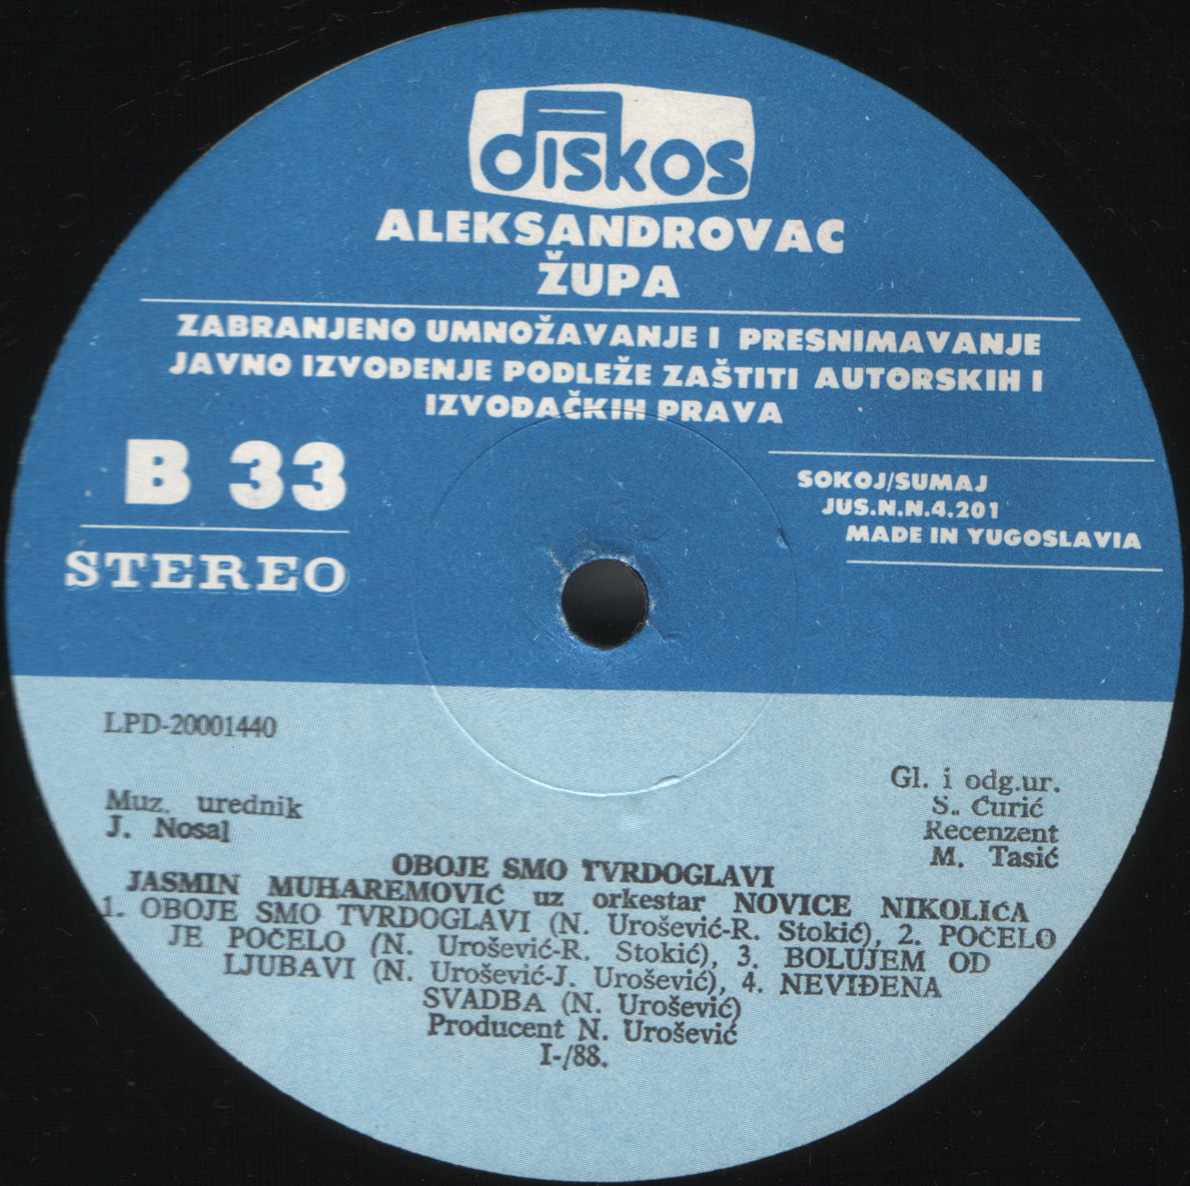 diskos
ALEKSANDROVAC
ŽUPA
ZABRANJENO UMNOŽAVANJE I PRESNIMAVANJE
JAVNO IZVOĐENJE PODLEŽE ZAŠTITI AUTORSKIH I
IZVOĐAČKIH PRAVA
B 33
STEREO
SOKOJ/SUMAJ
JUS.N.N.4.201
MADE IN YUGOSLAVIA
LPD-20001440
Muz. urednik
J. Nosal
Gl. i odg.ur.
S. Ćurić
Recenzent
M. Tasić
OBOJE SMO TVRDOGLAVI
JASMIN MUHAREMOVIĆ uz orkestar NOVICE NIKOLIĆA
1. OBOJE SMO TVRDOGLAVI (N. Urošević-R. Stokić), 2. POČELO
JE POČELO (N. Urošević-R. Stokić), 3. BOLUJEM OD
LJUBAVI (N. Urošević-J. Urošević), 4. NEVIĐENA
SVADBA (N. Urošević)
Producent N. Urošević
I-/88.